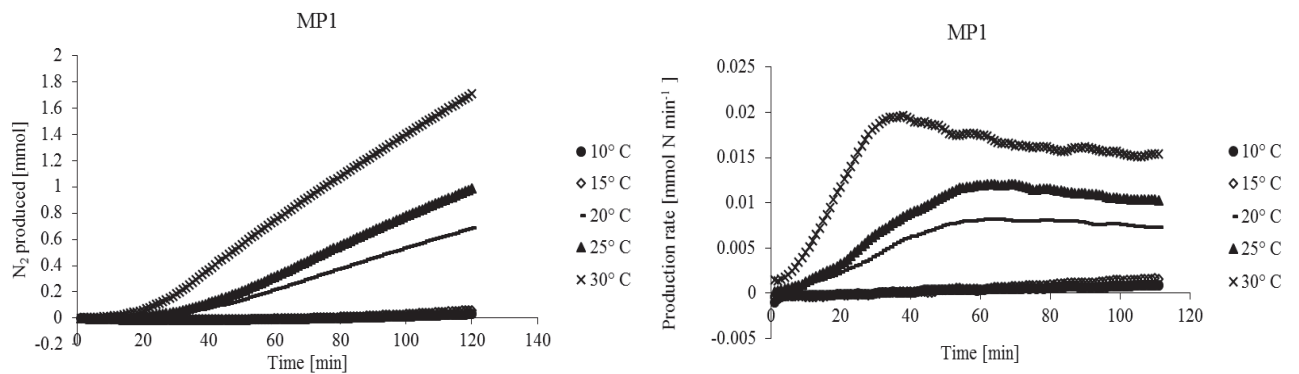 MP1
N₂ produced [mmol]
2
1.8
1.6
1.4
1.2
1
0.8
0.6
0.4
0.2
0
-0.2
0
20
40
60
80
100
120
140
Time [min]
10° C
15° C
20° C
25° C
30° C
MP1
Production rate [mmol N min⁻¹ ]
0.025
0.02
0.015
0.01
0.005
0
-0.005
0
20
40
60
80
100
120
Time [min]
10° C
15° C
20° C
25° C
30° C